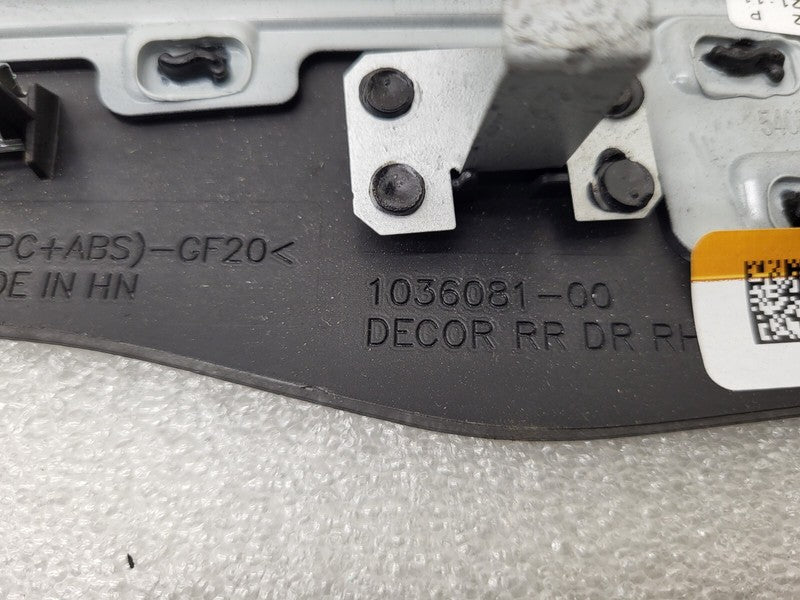 PC+ABS)-GF20<
DE IN HN
1036081-00
DECOR RR DR RH